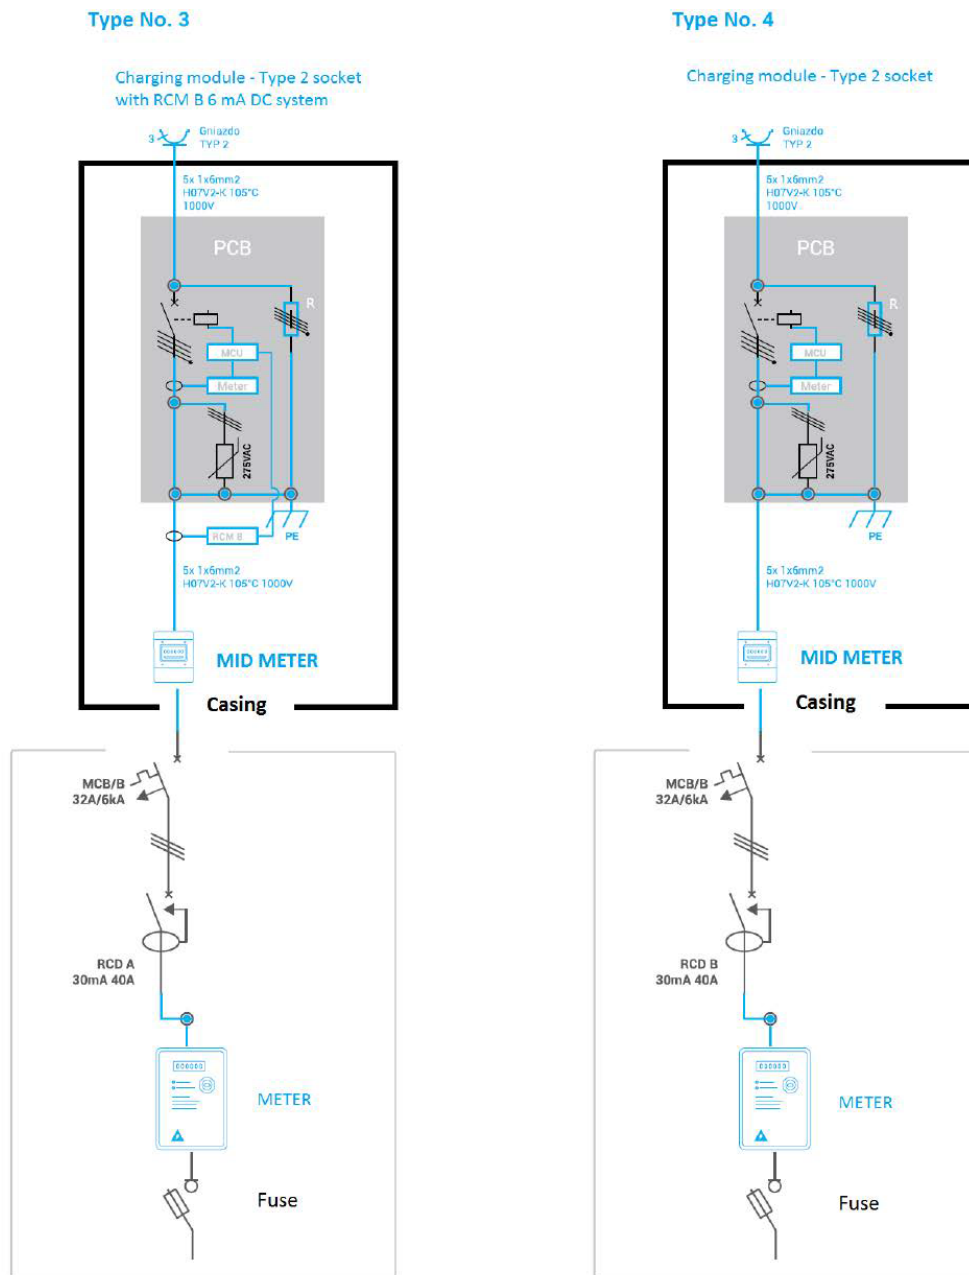 Type No. 3
Charging module - Type 2 socket
with RCM B 6 mA DC system
3
Gniazdo
TYP 2
5x 1x6mm2
H07V2-K 105°C
1000V
PCB
R
MCU
Meter
275VAC
RCM B
PE
5x 1x6mm2
H07V2-K 105°C 1000V
MID METER
Casing
MCB/B
32A/6kA
RCD A
30mA 40A
000000
METER
Fuse
Type No. 4
Charging module - Type 2 socket
3
Gniazdo
TYP 2
5x 1x6mm2
H07V2-K 105°C
1000V
PCB
R
MCU
Meter
275VAC
PE
5x 1x6mm2
H07V2-K 105°C 1000V
MID METER
Casing
MCB/B
32A/6kA
RCD B
30mA 40A
000000
METER
Fuse